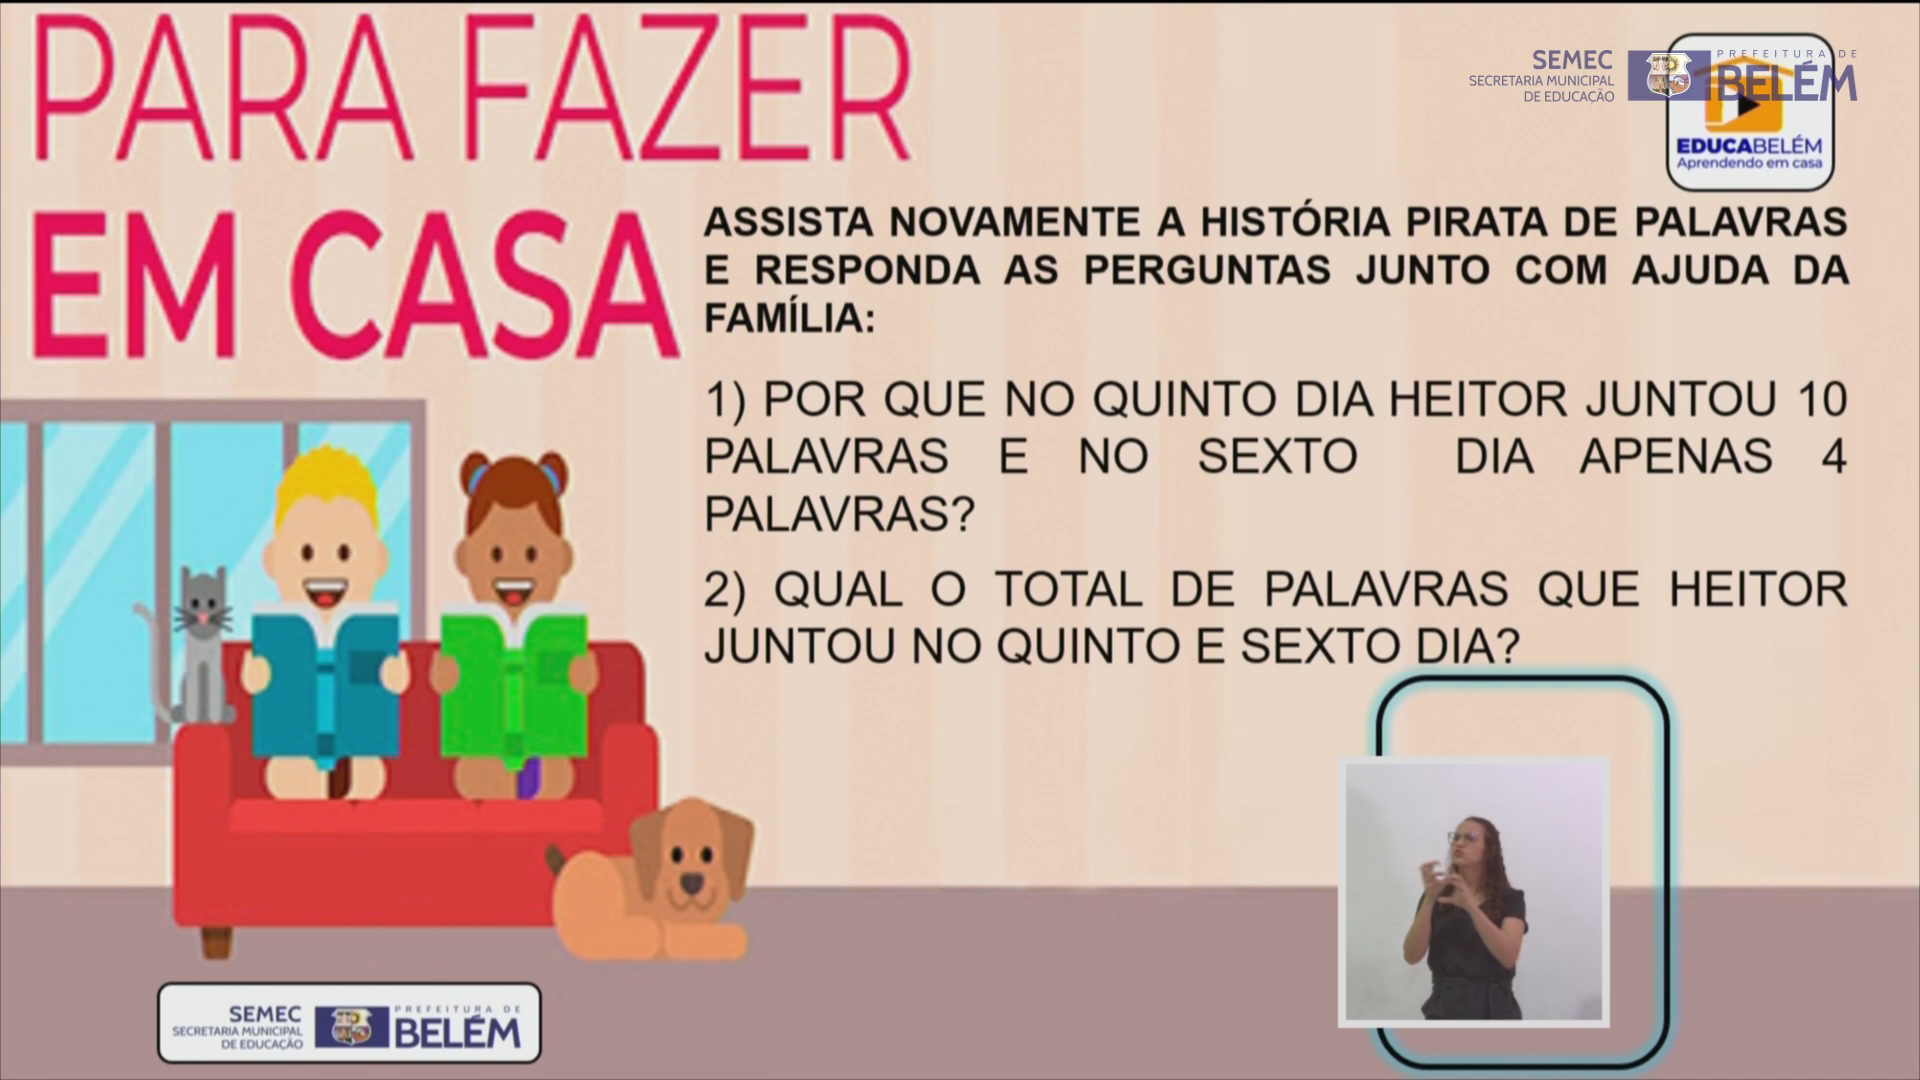 PARA FAZER
EM CASA
SEMEC
SECRETARIA MUNICIPAL
DE EDUCAÇÃO
PREFEITURA DE
BELÉM
EDUCABELÉM
Aprendendo em casa
ASSISTA NOVAMENTE A HISTÓRIA PIRATA DE PALAVRAS
E RESPONDA AS PERGUNTAS JUNTO COM AJUDA DA
FAMÍLIA:
1) POR QUE NO QUINTO DIA HEITOR JUNTOU 10
PALAVRAS E NO SEXTO DIA APENAS 4
PALAVRAS?
2) QUAL O TOTAL DE PALAVRAS QUE HEITOR
JUNTOU NO QUINTO E SEXTO DIA?
SEMEC
SECRETARIA MUNICIPAL
DE EDUCAÇÃO
PREFEITURA DE
BELÉM